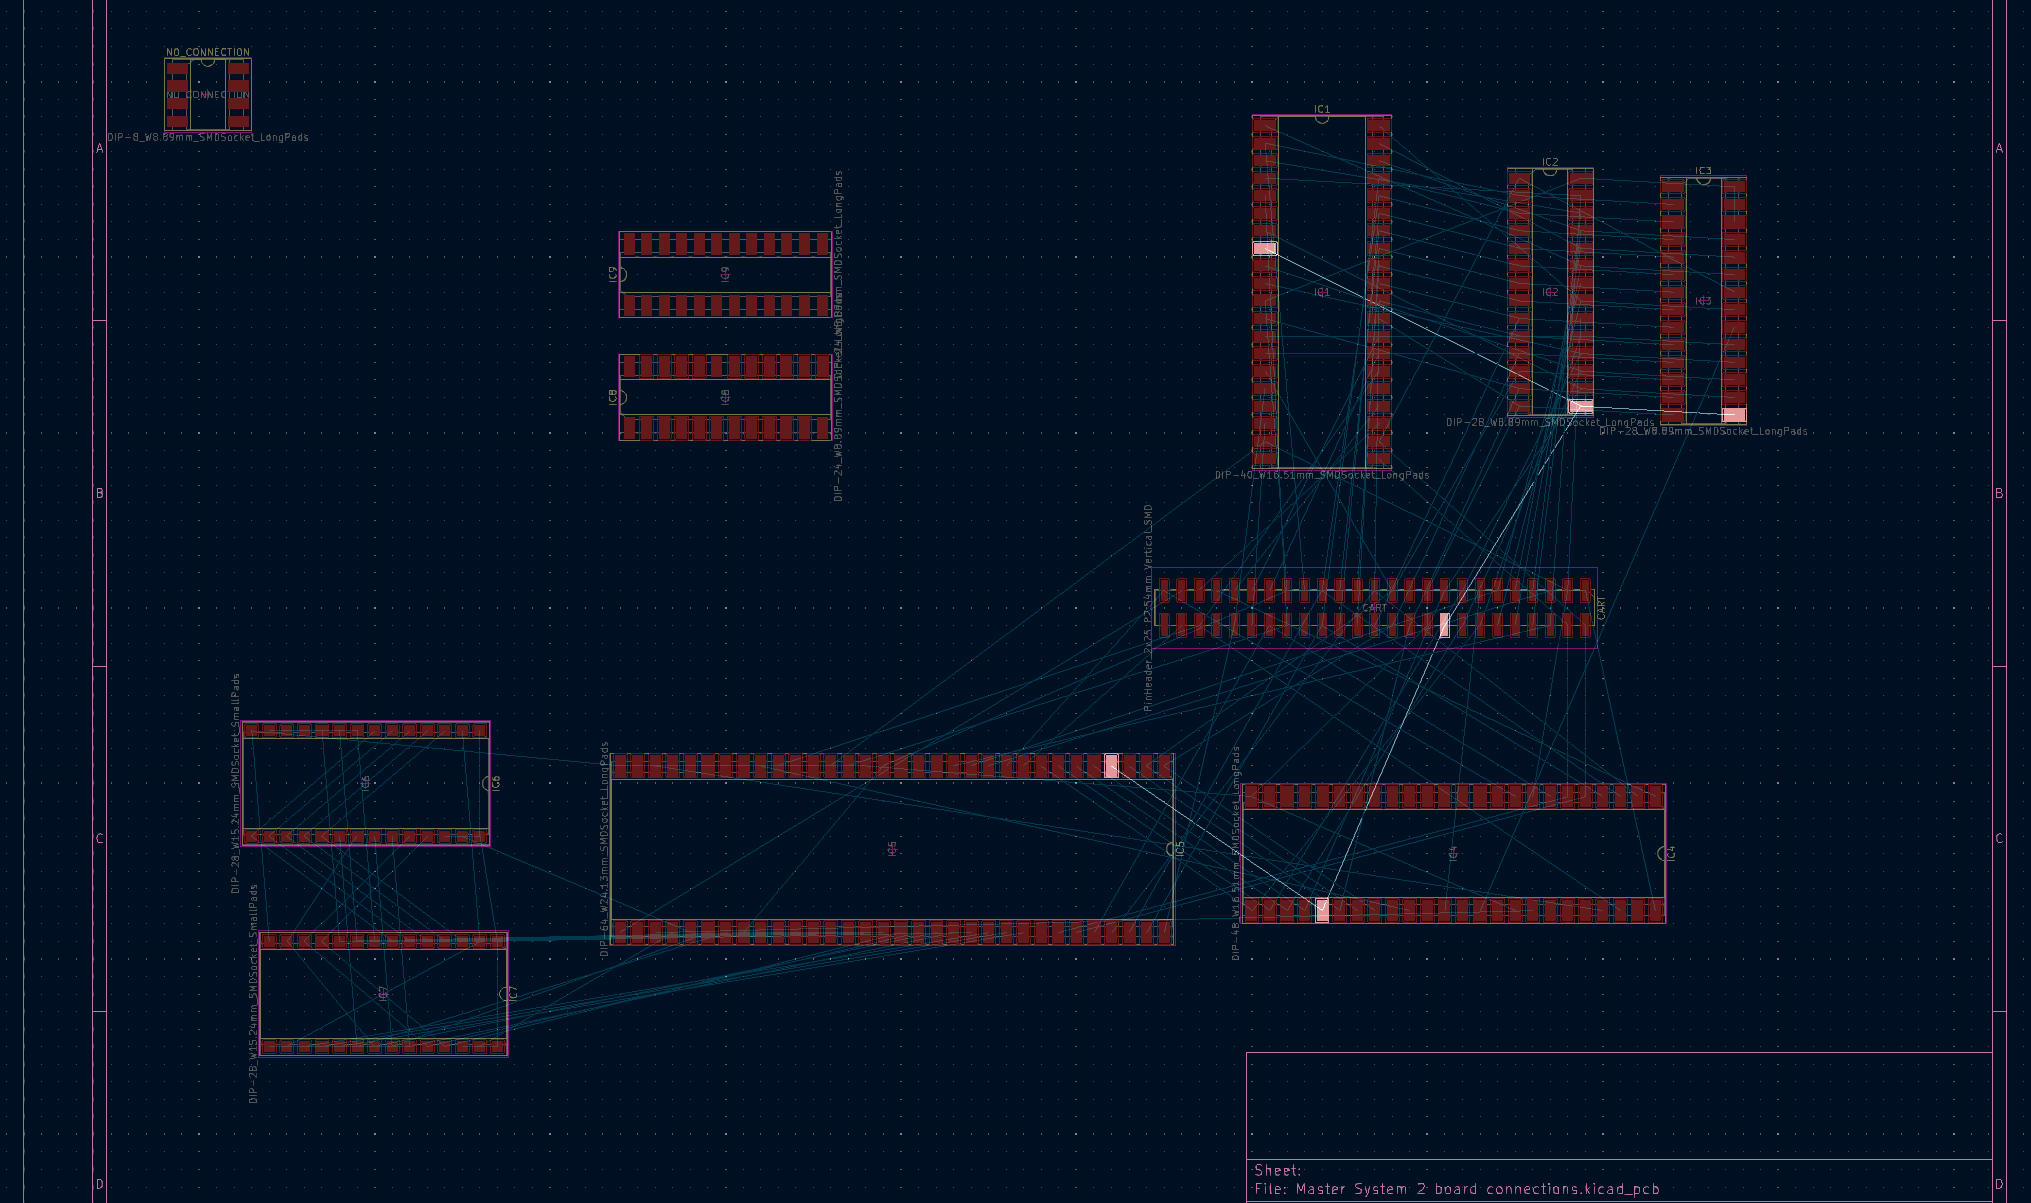 NO_CONNECTION
NO_CONNECTION
DIP-8_W8.89mm_SMDSocket_LongPads
A
A
IC1
IC1
DIP-40_W16.51mm_SMDSocket_LongPads
IC2
IC2
DIP-28_W8.89mm_SMDSocket_LongPads
IC3
IC3
DIP-28_W8.89mm_SMDSocket_LongPads
IC9
IC9
DIP-24_W8.89mm_SMDSocket_LongPads
IC8
IC8
DIP-24_W8.89mm_SMDSocket_LongPads
B
B
PinHeader_2x25_P2.54mm_Vertical_SMD
CART
CART
DIP-28_W15.24mm_SMDSocket_SmallPads
IC6
IC6
DIP-64_W24.13mm_SMDSocket_LongPads
IC5
IC5
DIP-48_W16.51mm_SMDSocket_LongPads
IC4
IC4
C
C
DIP-28_W15.24mm_SMDSocket_SmallPads
IC7
IC7
Sheet:
File: Master System 2 board connections.kicad_pcb
D
D